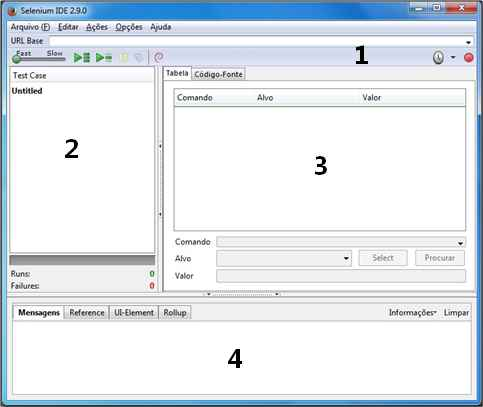 Selenium IDE 2.9.0
Arquivo (F) Editar Ações Opções Ajuda
URL Base
Fast Slow 1
Test Case
Untitled
2
Runs: 0
Failures: 0
Tabela Código-Fonte
Comando Alvo Valor
3
Comando
Alvo Select Procurar
Valor
Mensagens Reference UI-Element Rollup Informações Limpar
4